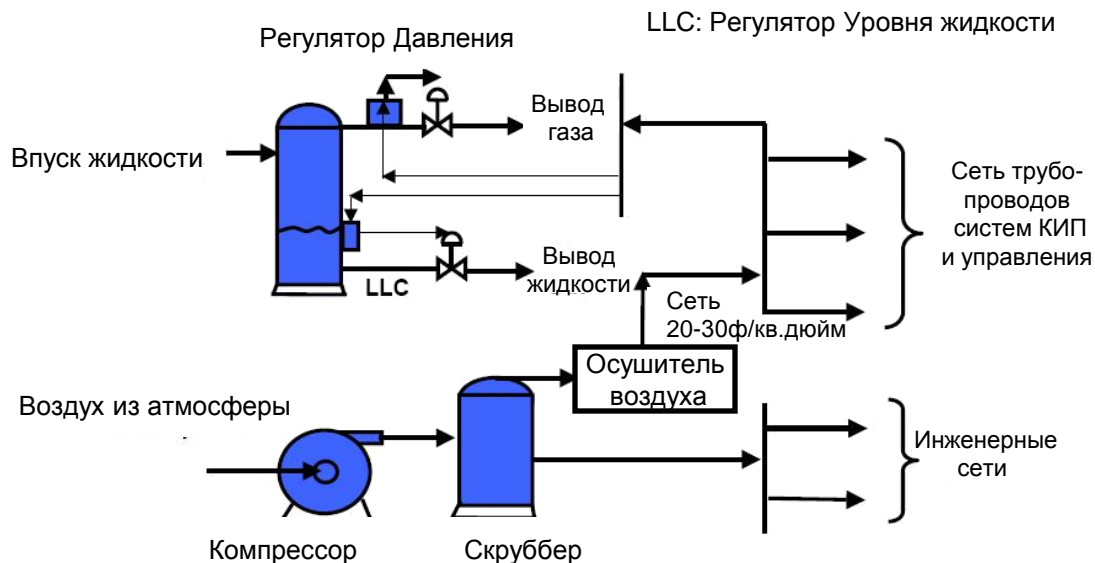 LLC: Регулятор Уровня жидкости
Регулятор Давления
Вывод
газа
Впуск жидкости
Сеть трубо-
проводов
систем КИП
и управления
Вывод
жидкости
LLC
Сеть
20-30ф/кв.дюйм
Осушитель
воздуха
Воздух из атмосферы
Инженерные
сети
Компрессор
Скруббер